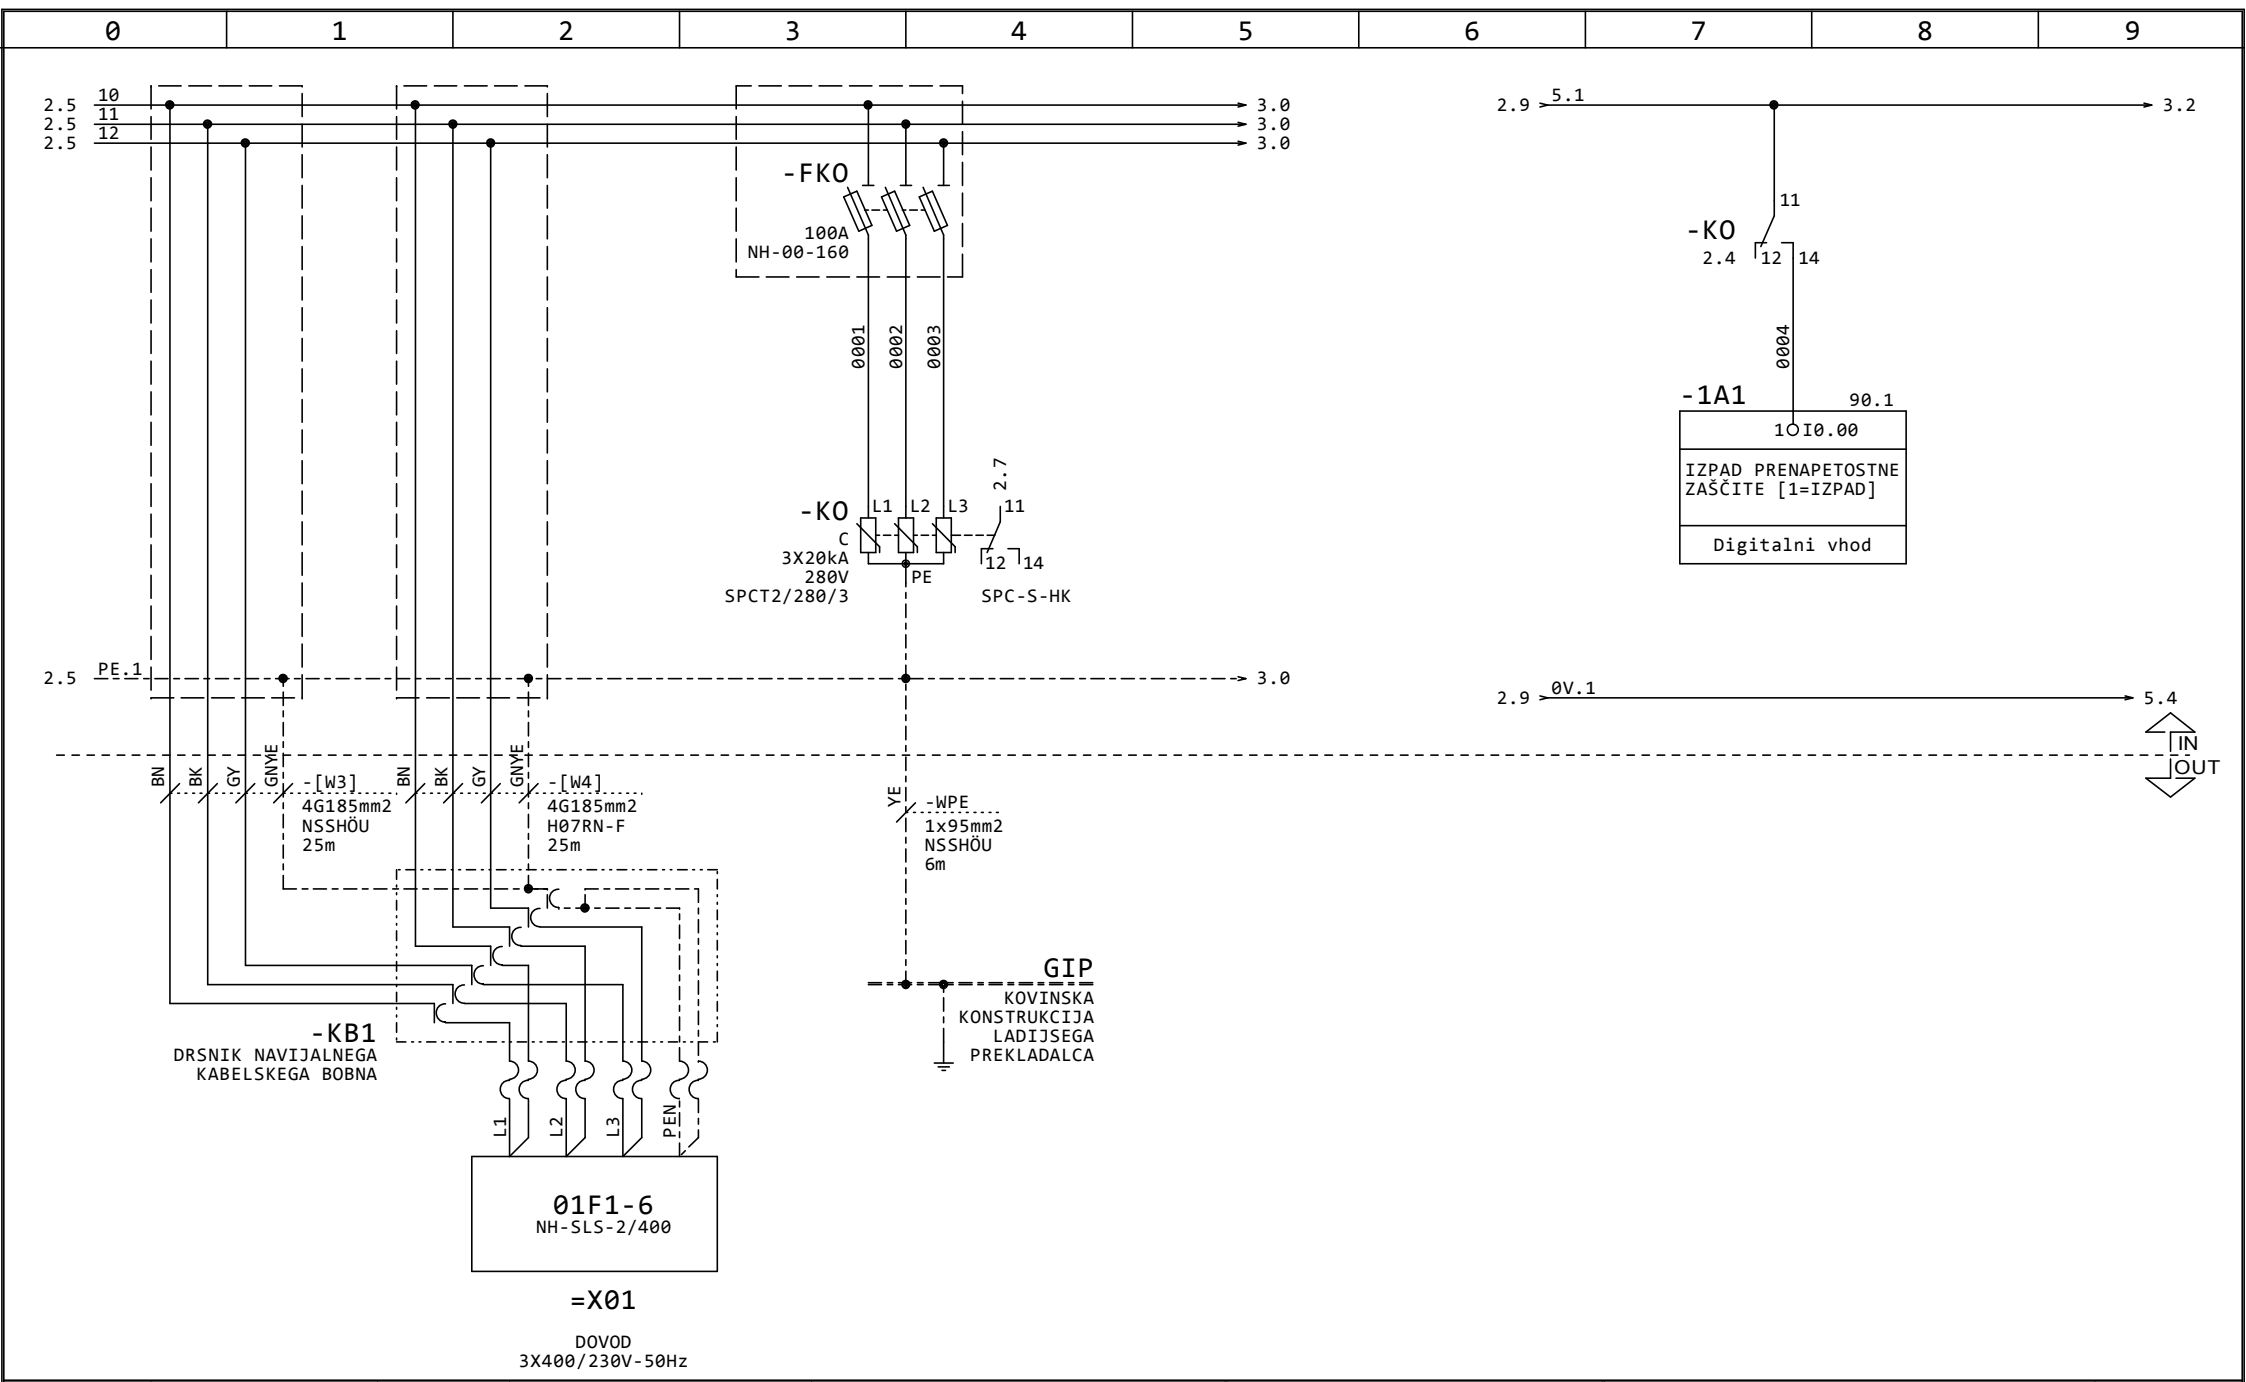 0 1 2 3 4 5 6 7 8 9
2.5 10 3.0
2.5 11 3.0
2.5 12 3.0
2.9 5.1 3.2
-FKO
100A
NH-00-160
0001 0002 0003
-KO
C
3X20kA
280V
SPCT2/280/3
L1 L2 L3
PE
2.7
11
12 14
SPC-S-HK
11
-KO
2.4 12 14
0004
-1A1 90.1
1 I0.00
IZPAD PRENAPETOSTNE
ZAŠČITE [1=IZPAD]
Digitalni vhod
2.5 PE.1 3.0
2.9 0V.1 5.4
IN
OUT
BN BK GY GNYE
-[W3]
4G185mm2
NSSHÖU
25m
BN BK GY GNYE
-[W4]
4G185mm2
H07RN-F
25m
YE
-WPE
1x95mm2
NSSHÖU
6m
GIP
KOVINSKA
KONSTRUKCIJA
LADIJSEGA
PREKLADALCA
-KB1
DRSNIK NAVIJALNEGA
KABELSKEGA BOBNA
L1 L2 L3 PEN
01F1-6
NH-SLS-2/400
=X01
DOVOD
3X400/230V-50Hz